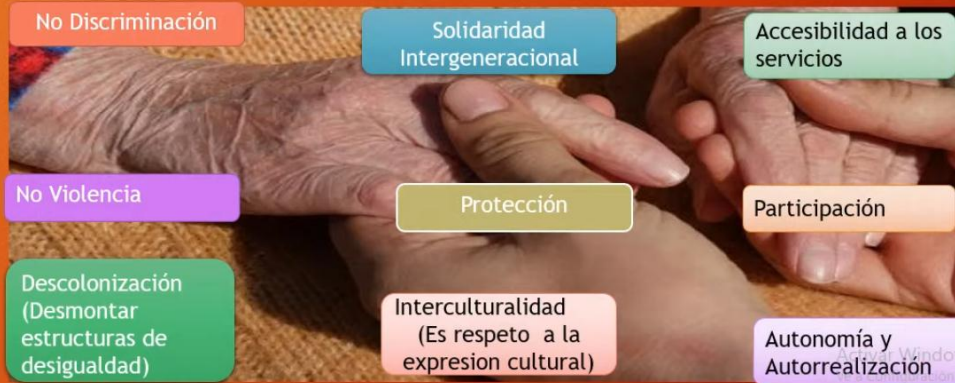 No Discriminación
Solidaridad
Intergeneracional
Accesibilidad a los
servicios
No Violencia
Protección
Participación
Descolonización
(Desmontar
estructuras de
desigualdad)
Interculturalidad
(Es respeto a la
expresion cultural)
Autonomía y
Autorrealización
Activar Windo